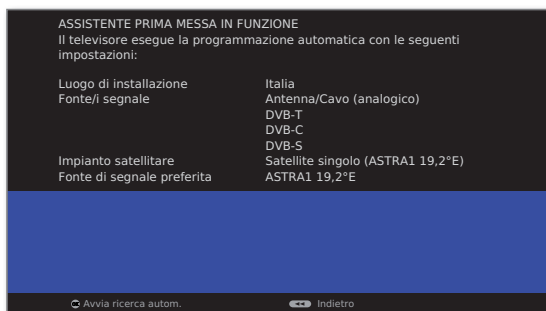 ASSISTENTE PRIMA MESSA IN FUNZIONE
Il televisore esegue la programmazione automatica con le seguenti
impostazioni:
Luogo di installazione Italia
Fonte/i segnale Antenna/Cavo (analogico)
DVB-T
DVB-C
DVB-S
Impianto satellitare Satellite singolo (ASTRA1 19,2°E)
Fonte di segnale preferita ASTRA1 19,2°E
OK Avvia ricerca autom. Indietro